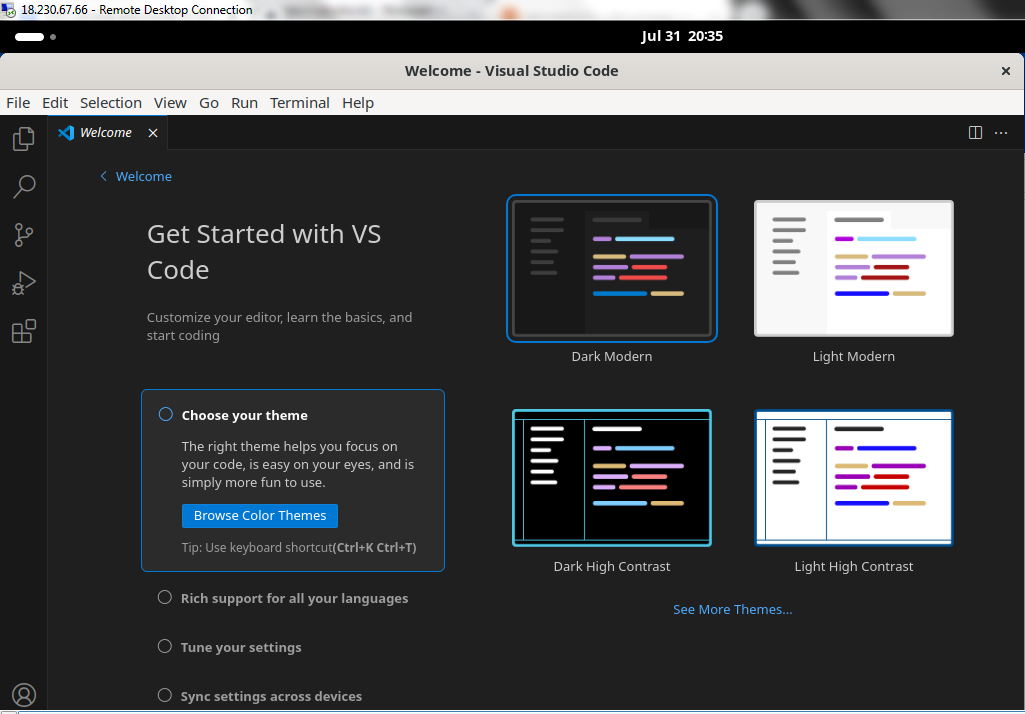 18.230.67.66 - Remote Desktop Connection
Jul 31 20:35
Welcome - Visual Studio Code
File Edit Selection View Go Run Terminal Help
Welcome
Welcome
Get Started with VS
Code
Customize your editor, learn the basics, and
start coding
Choose your theme
The right theme helps you focus on
your code, is easy on your eyes, and is
simply more fun to use.
Browse Color Themes
Tip: Use keyboard shortcut(Ctrl+K Ctrl+T)
Rich support for all your languages
Tune your settings
Sync settings across devices
Dark Modern
Light Modern
Dark High Contrast
Light High Contrast
See More Themes...